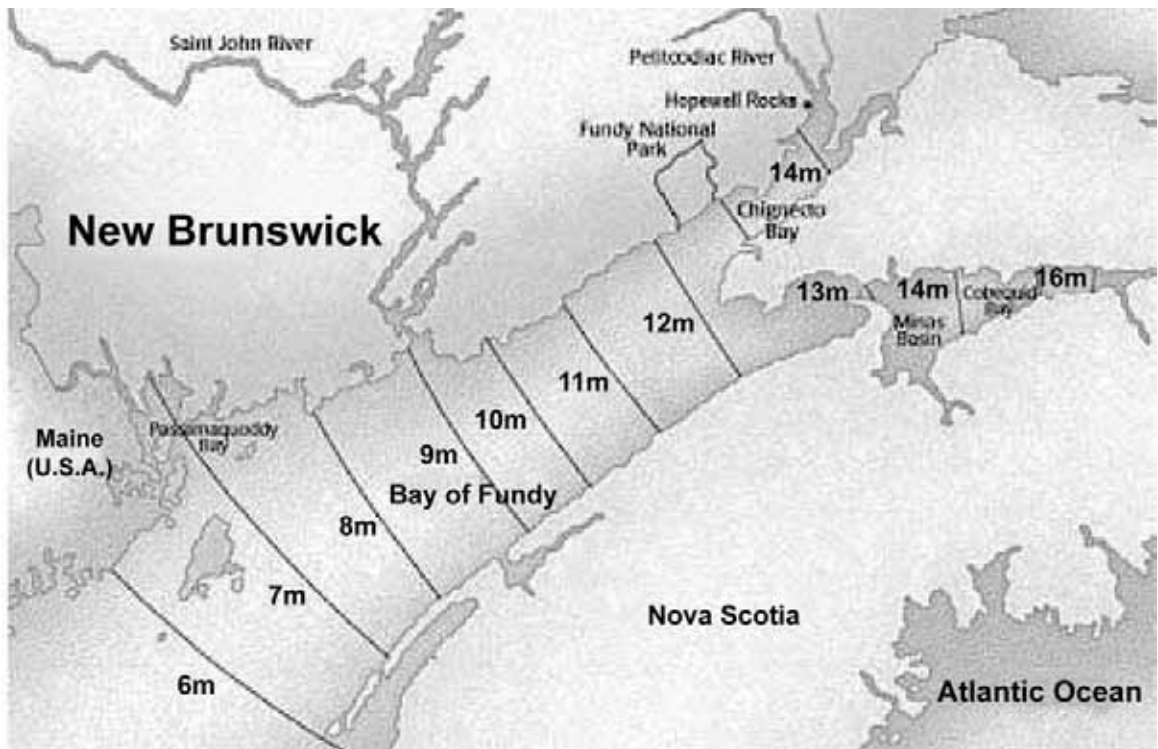 Saint John River
Petitcodiac River
Hopewell Rocks
Fundy National
Park
14m
Chignecto
Bay
New Brunswick
13m
14m
16m
Cobequid
Bay
Minas
Basin
12m
11m
10m
9m
Bay of Fundy
8m
Passamaquoddy
Bay
Maine
(U.S.A.)
7m
6m
Nova Scotia
Atlantic Ocean